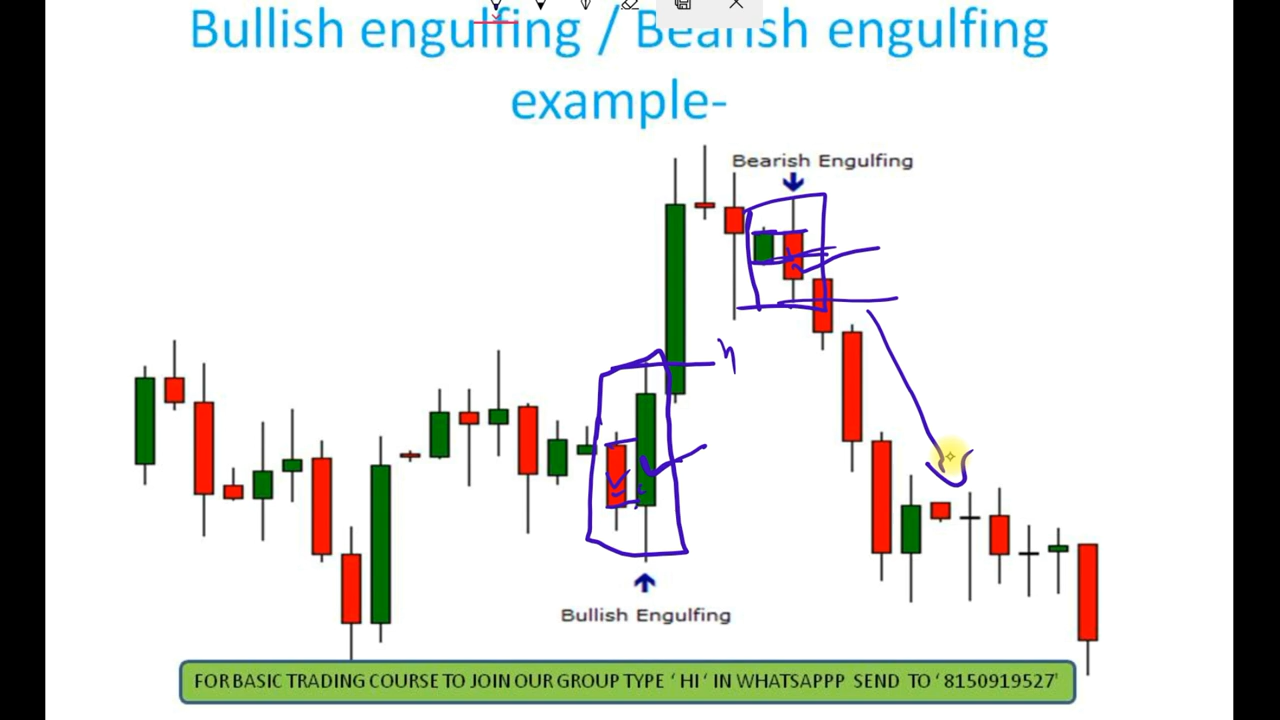 Bullish engulfing / Bearish engulfing
example-
Bearish Engulfing
Bullish Engulfing
FOR BASIC TRADING COURSE TO JOIN OUR GROUP TYPE ‘ HI ‘ IN WHATSAPPP SEND TO ‘ 8150919527'